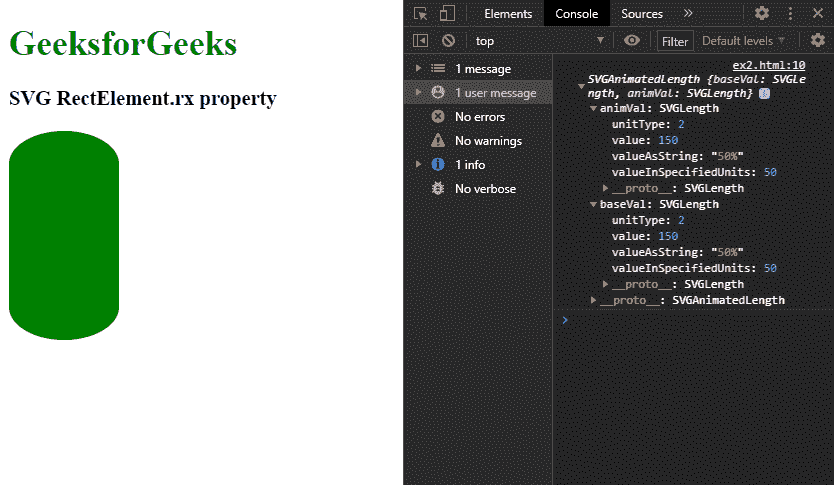 GeeksforGeeks
SVG RectElement.rx property
Elements Console Sources »
top
Filter
Default levels
1 message
1 user message
No errors
No warnings
1 info
No verbose
ex2.html:10
SVGAnimatedLength {baseVal: SVGLe
ngth, animVal: SVGLength} i
animVal: SVGLength
unitType: 2
value: 150
valueAsString: "50%"
valueInSpecifiedUnits: 50
__proto__: SVGLength
baseVal: SVGLength
unitType: 2
value: 150
valueAsString: "50%"
valueInSpecifiedUnits: 50
__proto__: SVGLength
__proto__: SVGAnimatedLength
>